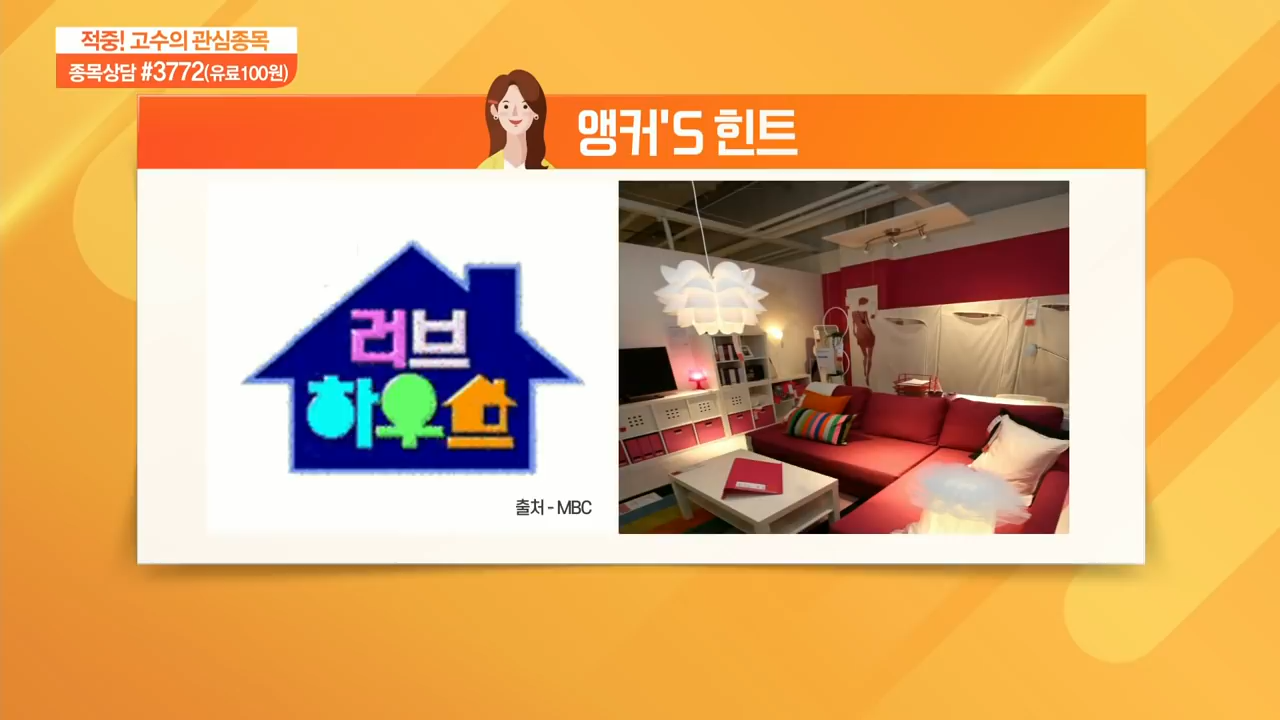 적중! 고수의 관심종목
종목상담 #3772(유료100원)
앵커'S 힌트
러브
하우스
출처 - MBC